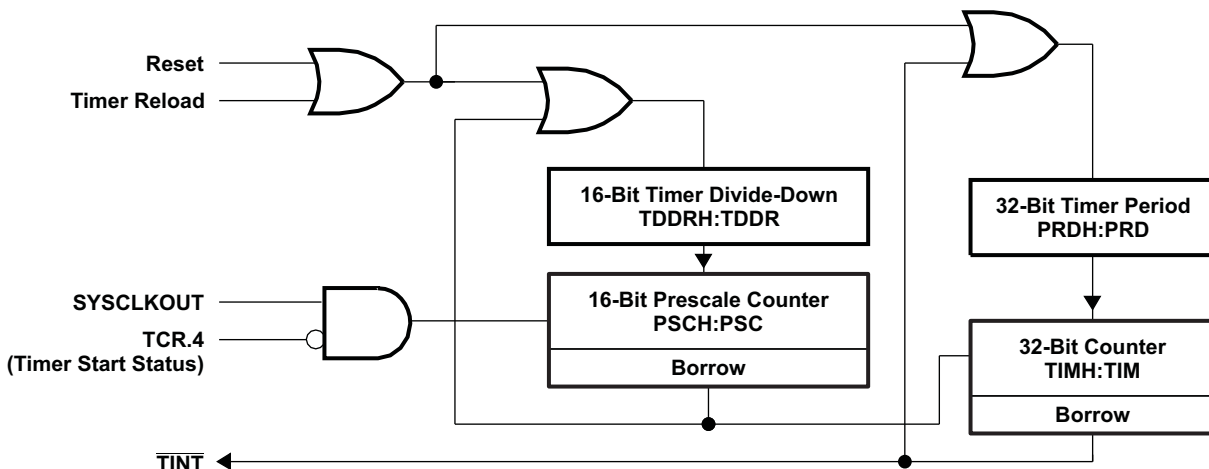 Reset
Timer Reload
16-Bit Timer Divide-Down
TDDRH:TDDR
32-Bit Timer Period
PRDH:PRD
SYSCLKOUT
TCR.4
(Timer Start Status)
16-Bit Prescale Counter
PSCH:PSC
Borrow
32-Bit Counter
TIMH:TIM
Borrow
TINT